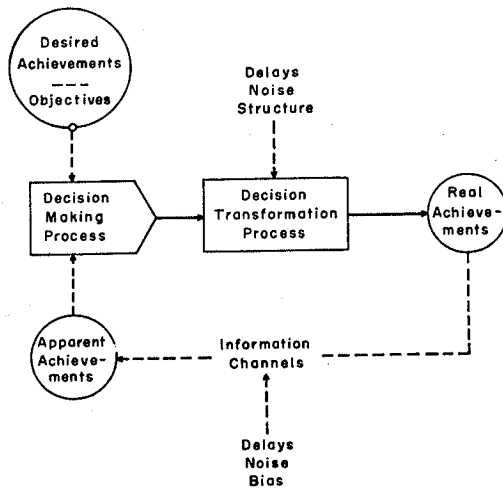 Desired
Achievements
Objectives
Delays
Noise
Structure
Decision
Making
Process
Decision
Transformation
Process
Real
Achieve-
ments
Apparent
Achieve-
ments
Information
Channels
Delays
Noise
Bias